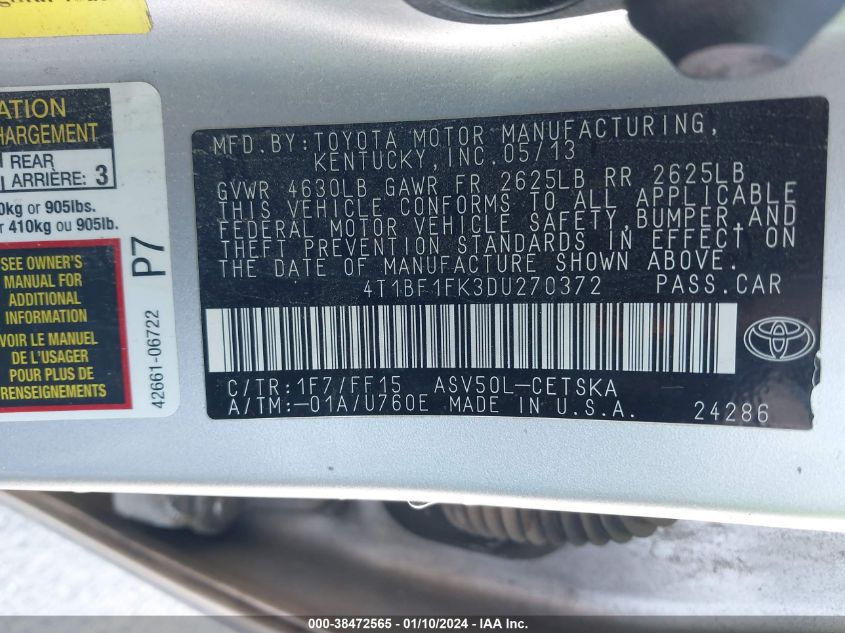 ATION
HARGEMENT
REAR
ARRIÈRE: 3
0kg or 905lbs.
r 410kg ou 905lb.
SEE OWNER'S
MANUAL FOR
ADDITIONAL
INFORMATION
VOIR LE MANUEL
DE L'USAGER
POUR PLUS DE
RENSEIGNEMENTS
P7
42661-06722
MFD.BY:TOYOTA MOTOR MANUFACTURING,
KENTUCKY,INC.05/13
GVWR 4630LB GAWR FR 2625LB RR 2625LB
THIS VEHICLE CONFORMS TO ALL APPLICABLE
FEDERAL MOTOR VEHICLE SAFETY,BUMPER,AND
THEFT PREVENTION STANDARDS IN EFFECT ON
THE DATE OF MANUFACTURE SHOWN ABOVE.
4T1BF1FK3DU270372 PASS.CAR
TOYOTA
C/TR:1F7/FF15 ASV50L-CETSKA
A/TM:-01A/U760E MADE IN U.S.A. 24286
000-38472565 - 01/10/2024 - IAA Inc.